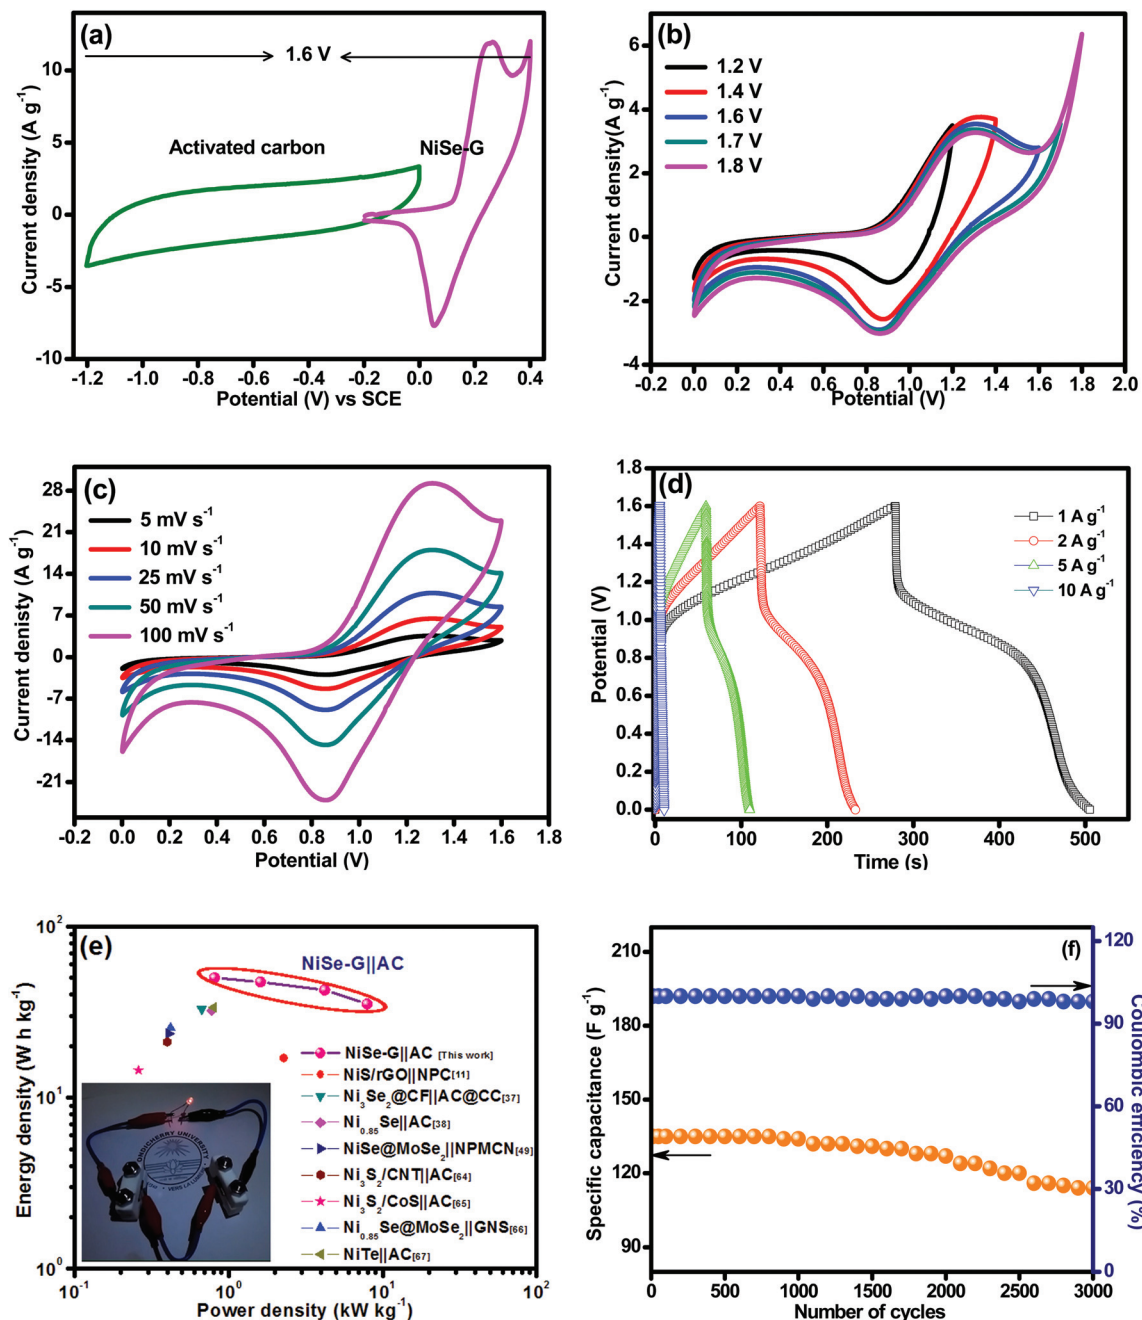 (a)
1.6 V
Activated carbon
NiSe-G
10
5
0
-5
-10
Current density (A g⁻¹)
-1.2 -1.0 -0.8 -0.6 -0.4 -0.2 0.0 0.2 0.4
Potential (V) vs SCE
(b)
1.2 V
1.4 V
1.6 V
1.7 V
1.8 V
6
4
2
0
-2
-4
Current density(A g⁻¹)
-0.2 0.0 0.2 0.4 0.6 0.8 1.0 1.2 1.4 1.6 1.8 2.0
Potential (V)
(c)
5 mV s⁻¹
10 mV s⁻¹
25 mV s⁻¹
50 mV s⁻¹
100 mV s⁻¹
28
21
14
7
0
-7
-14
-21
Current denisty (A g⁻¹)
-0.2 0.0 0.2 0.4 0.6 0.8 1.0 1.2 1.4 1.6 1.8
Potential (V)
(d)
1 A g⁻¹
2 A g⁻¹
5 A g⁻¹
10 A g⁻¹
1.8
1.6
1.4
1.2
1.0
0.8
0.6
0.4
0.2
0.0
Potential (V)
0 100 200 300 400 500
Time (s)
(e)
NiSe-G||AC
NiSe-G||AC [This work]
NiS/rGO||NPC[11]
Ni₃Se₂@CF||AC@CC[37]
Ni₀.₈₅Se||AC[38]
NiSe@MoSe₂||NPMCN[49]
Ni₃S₂/CNT||AC[64]
Ni₃S₂/CoS||AC[65]
Ni₀.₈₅Se@MoSe₂||GNS[66]
NiTe||AC[67]
10²
10¹
10⁰
Energy density (W h kg⁻¹)
10⁻¹ 10⁰ 10¹ 10²
Power density (kW kg⁻¹)
(f)
210
180
150
120
90
Specific capacitance (F g⁻¹)
120
90
60
30
0
Coulombic efficiency (%)
0 500 1000 1500 2000 2500 3000
Number of cycles